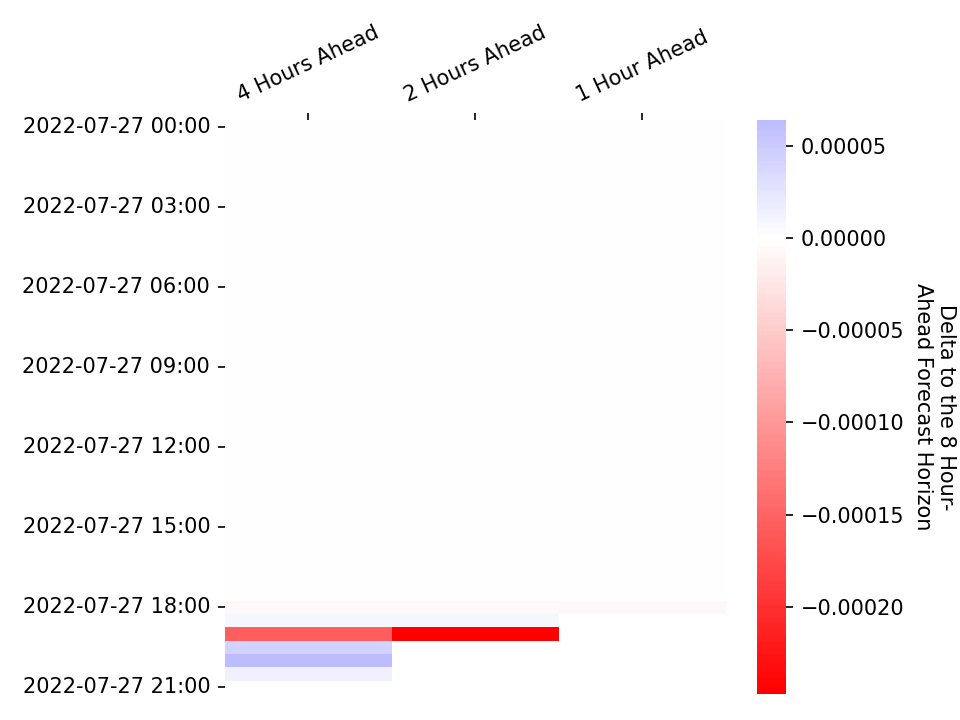 4 Hours Ahead
2 Hours Ahead
1 Hour Ahead
2022-07-27 00:00
2022-07-27 03:00
2022-07-27 06:00
2022-07-27 09:00
2022-07-27 12:00
2022-07-27 15:00
2022-07-27 18:00
2022-07-27 21:00
0.00005
0.00000
−0.00005
−0.00010
−0.00015
−0.00020
Delta to the 8 Hour-
Ahead Forecast Horizon